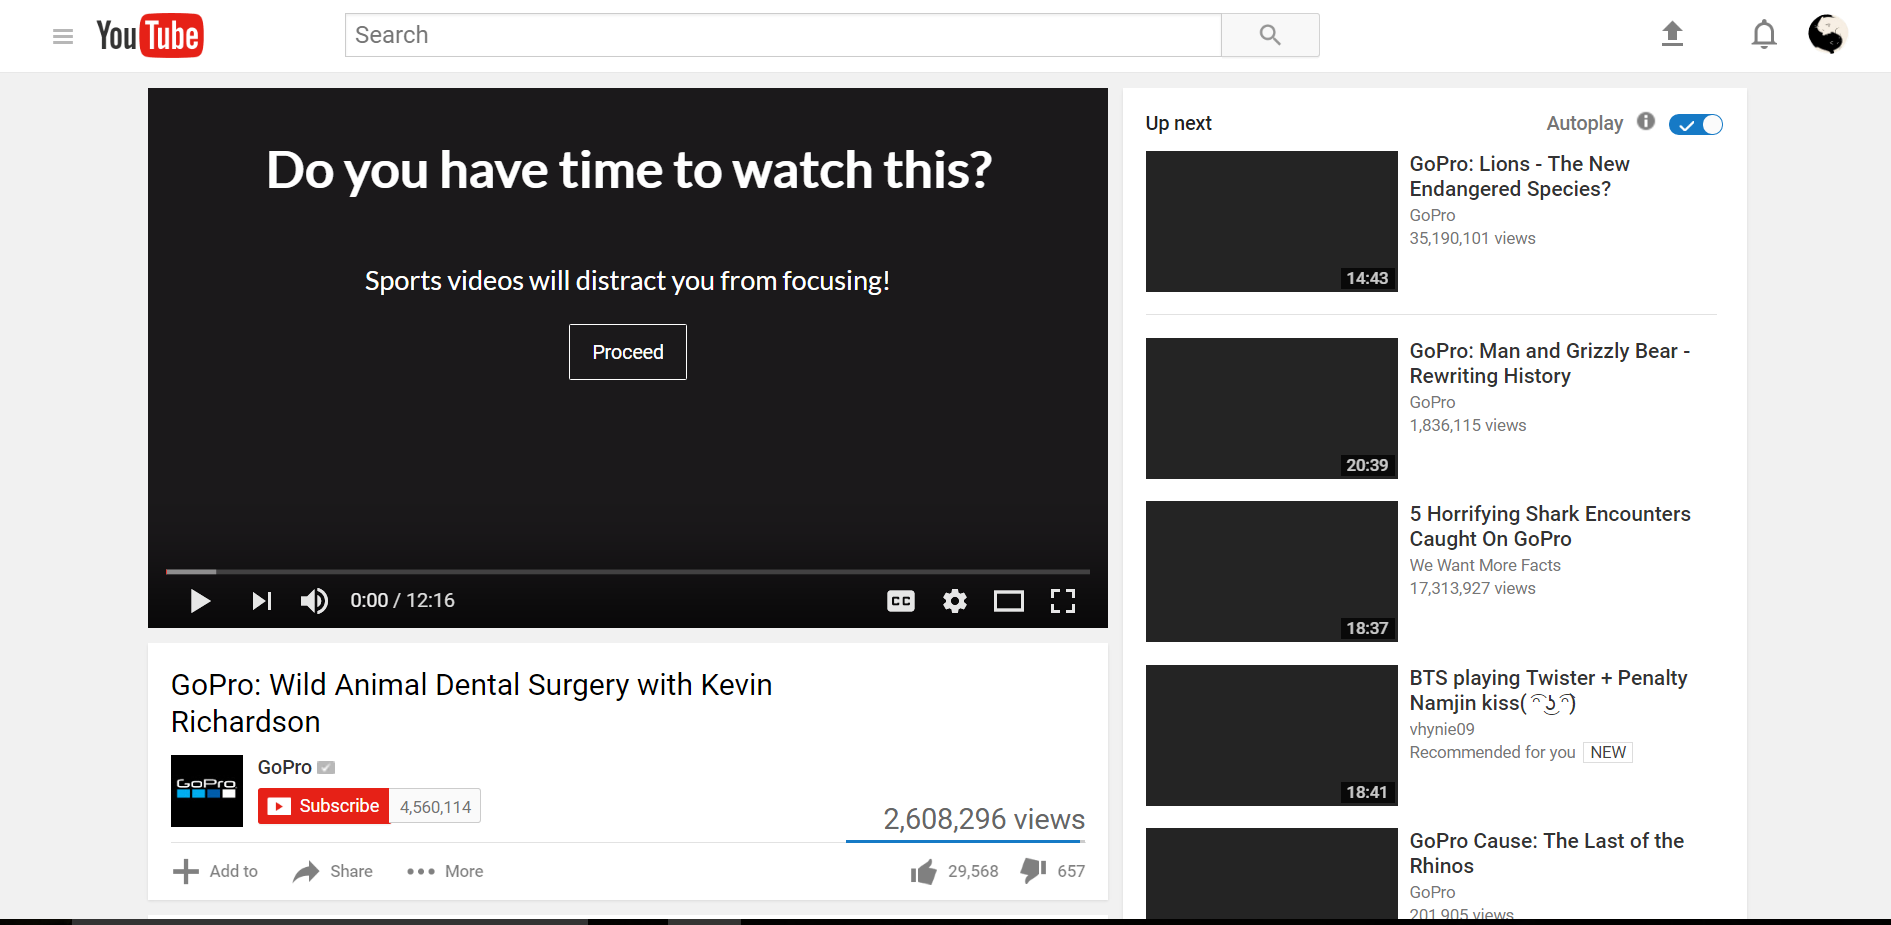 YouTube
Search
Do you have time to watch this?
Sports videos will distract you from focusing!
Proceed
0:00 / 12:16
CC
GoPro: Wild Animal Dental Surgery with Kevin
Richardson
GoPro
GoPro
Subscribe 4,560,114
2,608,296 views
Add to Share More 29,568 657
Up next Autoplay
GoPro: Lions - The New
Endangered Species?
GoPro
35,190,101 views
14:43
GoPro: Man and Grizzly Bear -
Rewriting History
GoPro
1,836,115 views
20:39
5 Horrifying Shark Encounters
Caught On GoPro
We Want More Facts
17,313,927 views
18:37
BTS playing Twister + Penalty
Namjin kiss( ͡ᵔ ͜ʖ ͡ᵔ)
vhynie09
Recommended for you NEW
18:41
GoPro Cause: The Last of the
Rhinos
GoPro
201,905 views